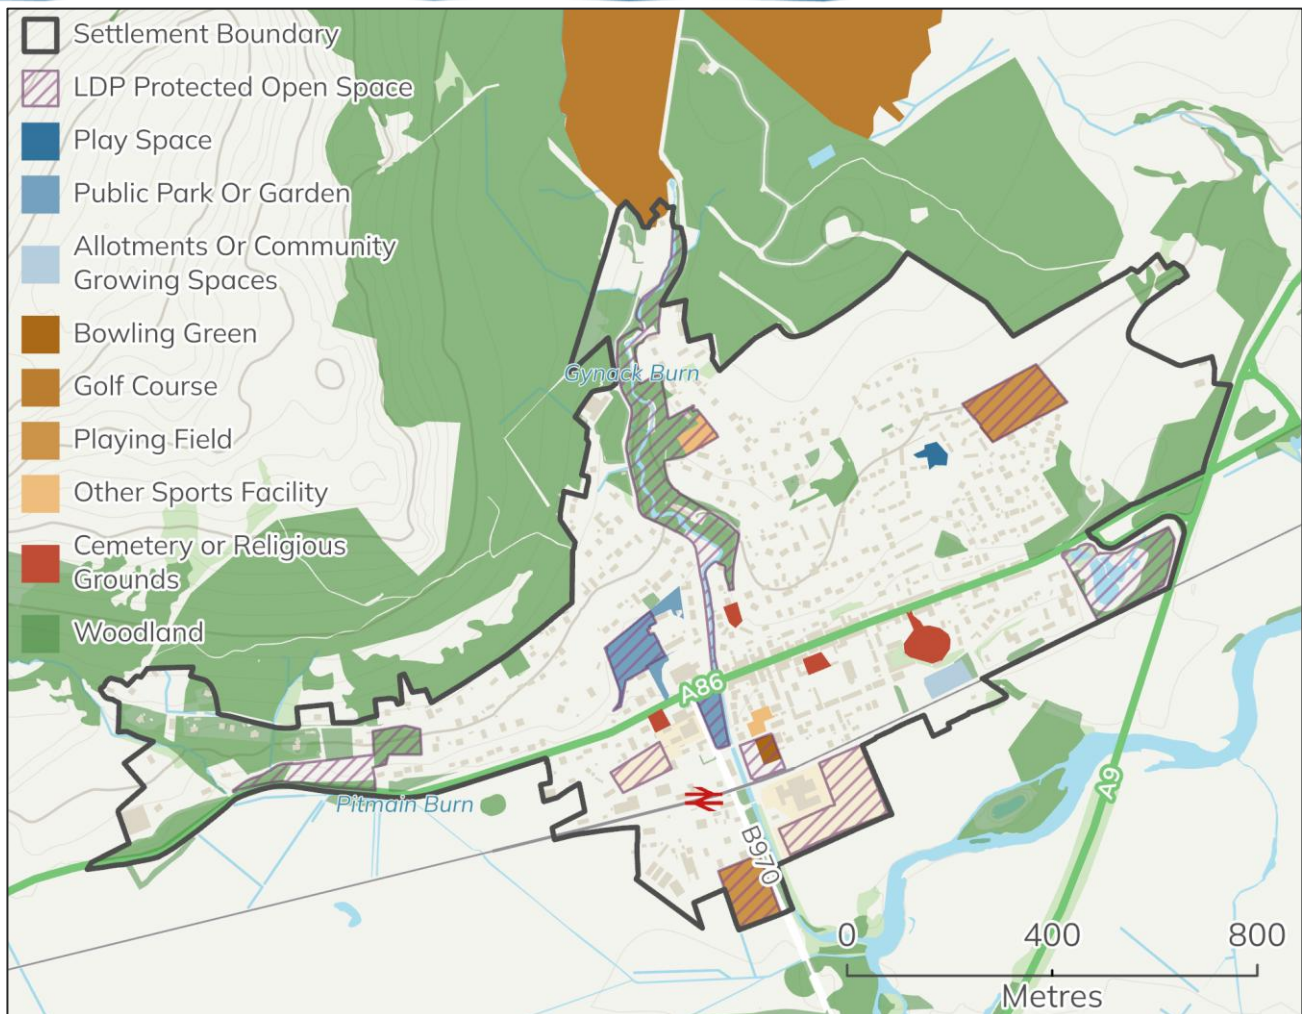 Settlement Boundary
LDP Protected Open Space
Play Space
Public Park Or Garden
Allotments Or Community
Growing Spaces
Bowling Green
Golf Course
Playing Field
Other Sports Facility
Cemetery or Religious
Grounds
Woodland
Gynack Burn
A86
Pitmain Burn
A9
B970
0 400 800
Metres